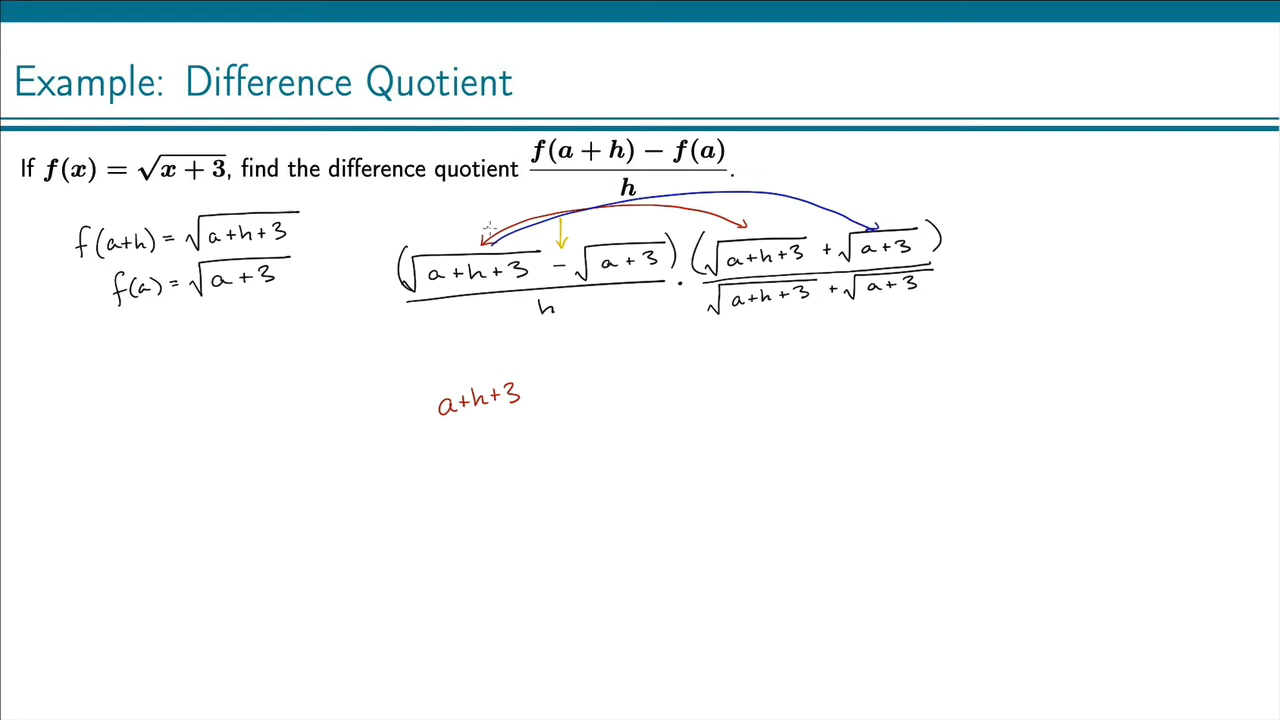 Example: Difference Quotient
If f(x) = √(x + 3), find the difference quotient (f(a + h) − f(a))/h.
f(a+h) = √(a+h+3)
f(a) = √(a+3)
(√(a+h+3) − √(a+3))/h · (√(a+h+3) + √(a+3))/(√(a+h+3) + √(a+3))
a+h+3